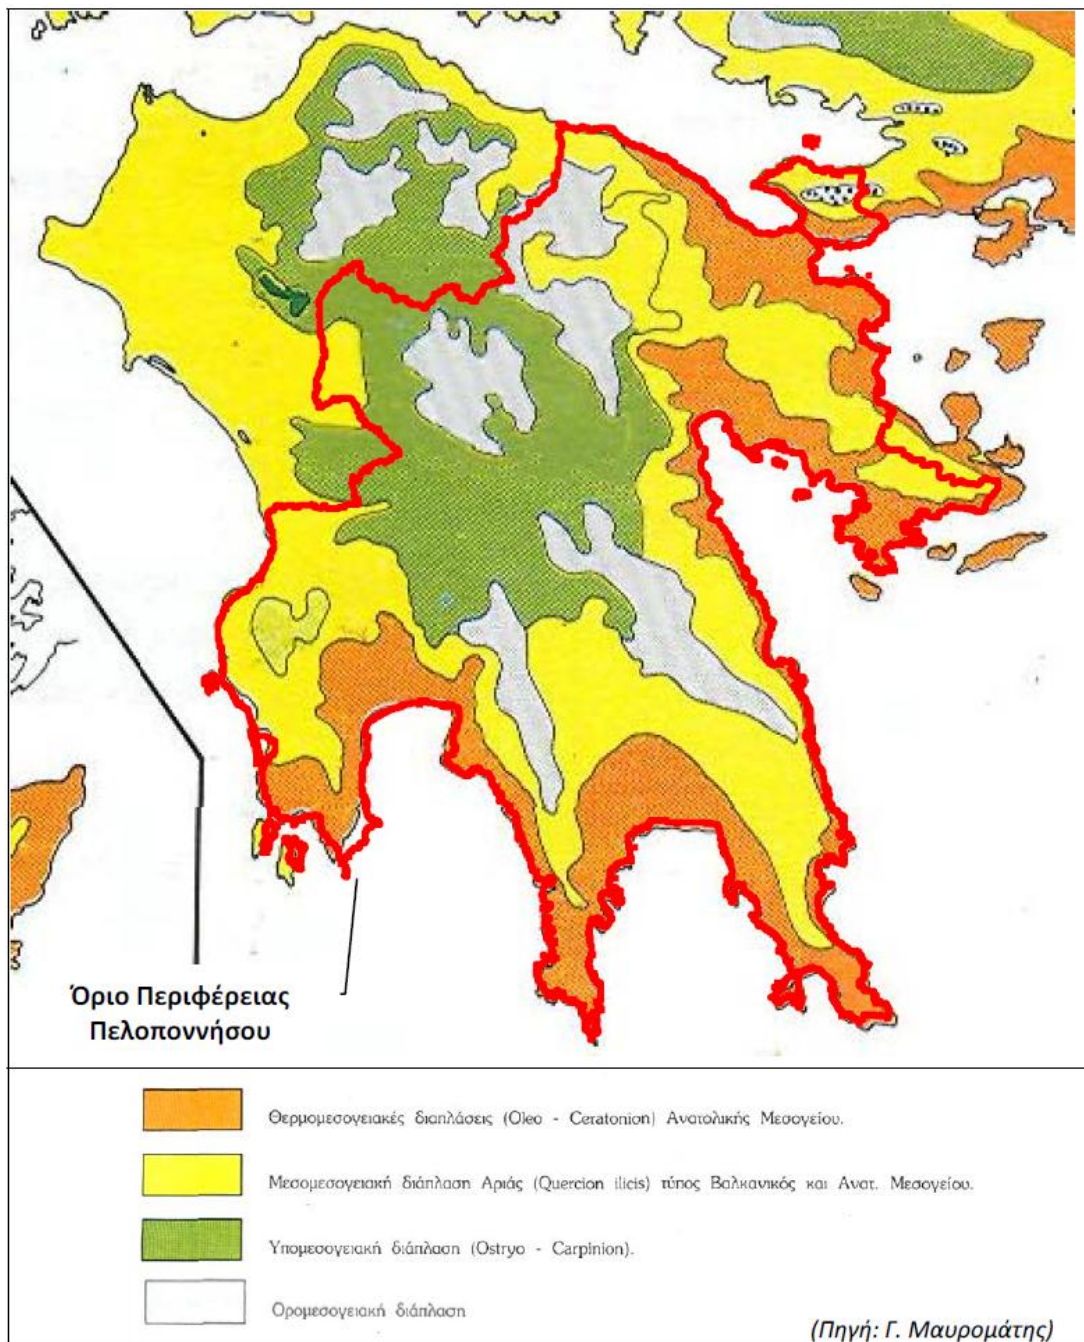 Όριο Περιφέρειας
Πελοποννήσου
Θερμομεσογειακές διαπλάσεις (Oleo - Ceratonion) Ανατολικής Μεσογείου.
Μεσομεσογειακή διάπλαση Αριάς (Quercion ilicis) τύπος Βαλκανικός και Ανατ. Μεσογείου.
Υπομεσογειακή διάπλαση (Ostryo - Carpinion).
Ορομεσογειακή διάπλαση
(Πηγή: Γ. Μαυρομάτης)